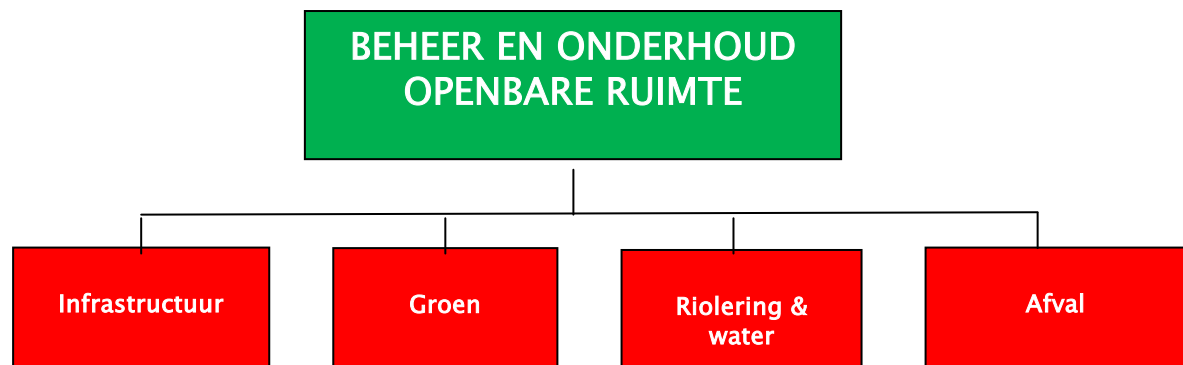 BEHEER EN ONDERHOUD
OPENBARE RUIMTE
Infrastructuur
Groen
Riolering &
water
Afval